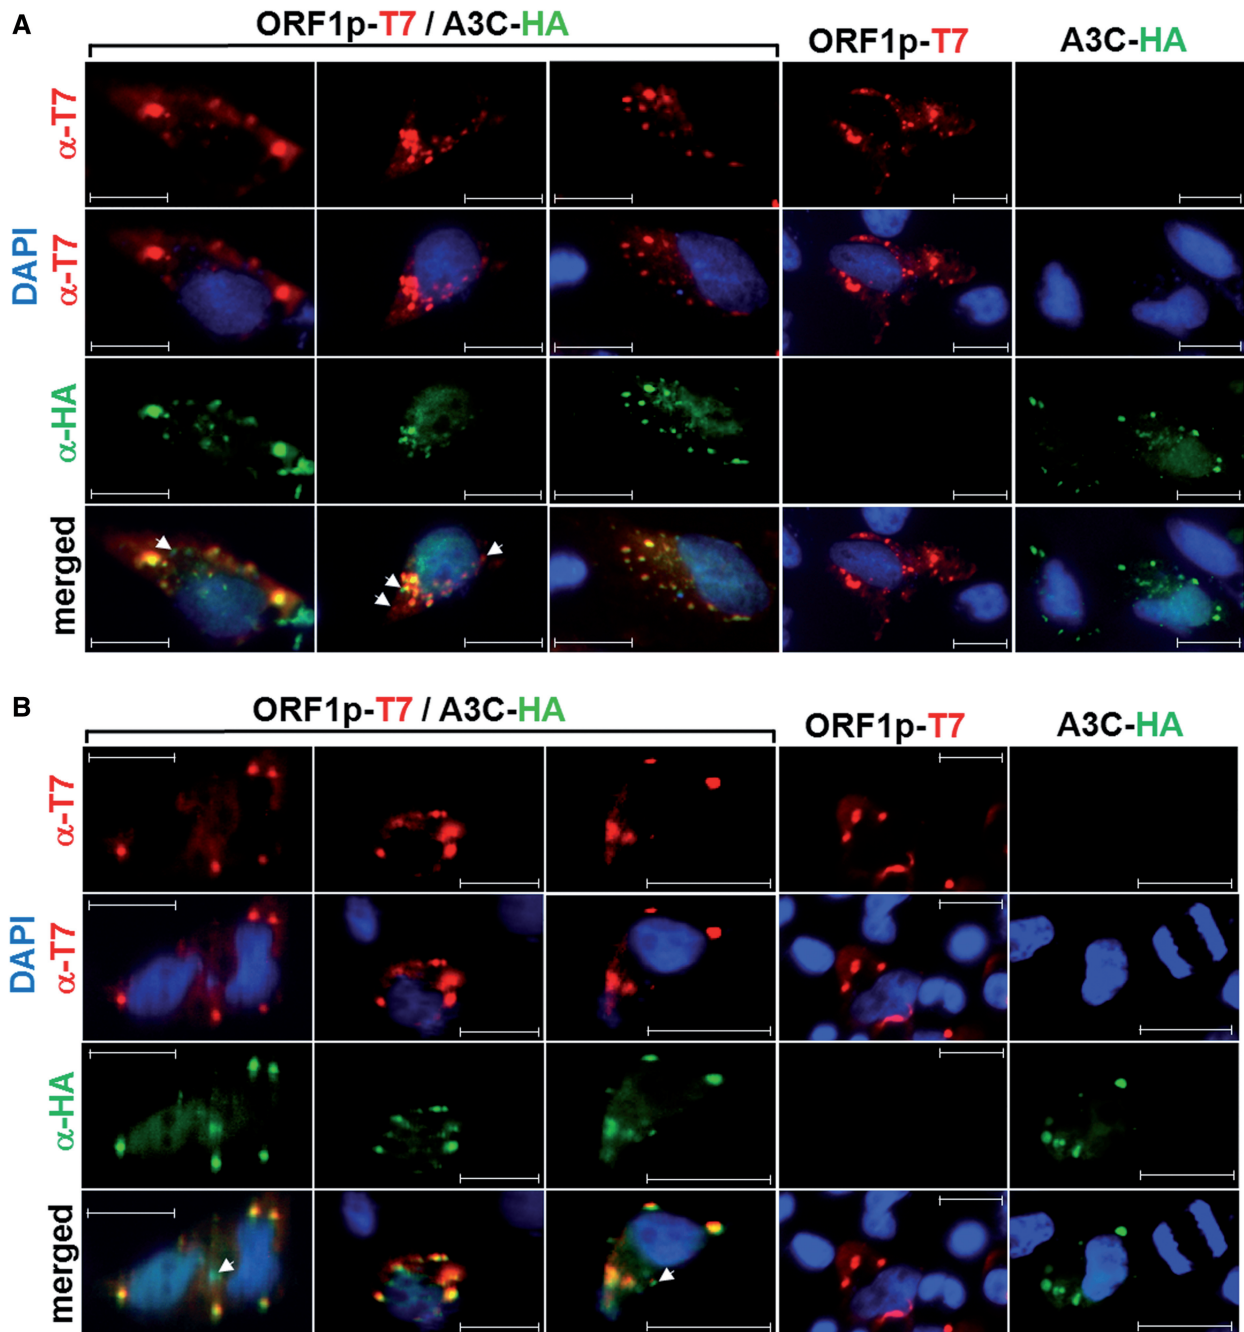 A
ORF1p-T7 / A3C-HA
ORF1p-T7
A3C-HA
α-T7
DAPI
α-T7
α-HA
merged
B
ORF1p-T7 / A3C-HA
ORF1p-T7
A3C-HA
α-T7
DAPI
α-T7
α-HA
merged